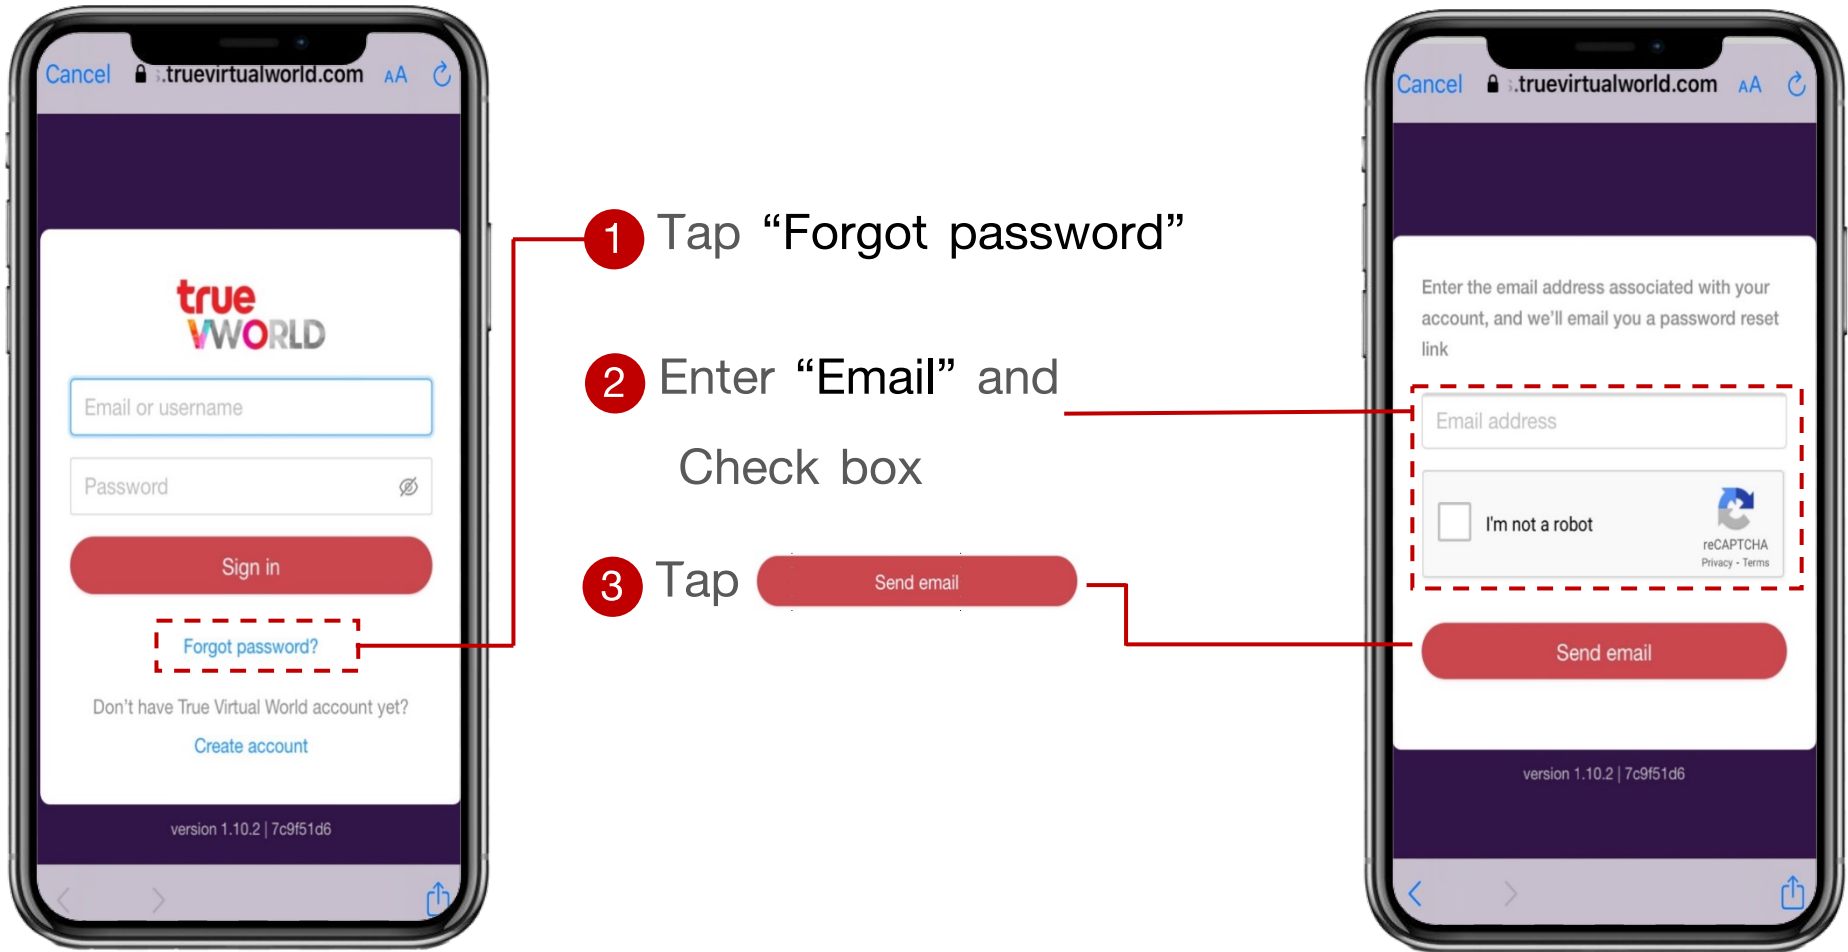 Cancel
s.truevirtualworld.com
AA
true
VWORLD
Email or username
Password
Sign in
Forgot password?
Don't have True Virtual World account yet?
Create account
version 1.10.2 | 7c9f51d6
1 Tap “Forgot password”
2 Enter “Email” and
Check box
3 Tap Send email
Cancel
s.truevirtualworld.com
AA
Enter the email address associated with your
account, and we'll email you a password reset
link
Email address
I'm not a robot
reCAPTCHA
Privacy - Terms
Send email
version 1.10.2 | 7c9f51d6